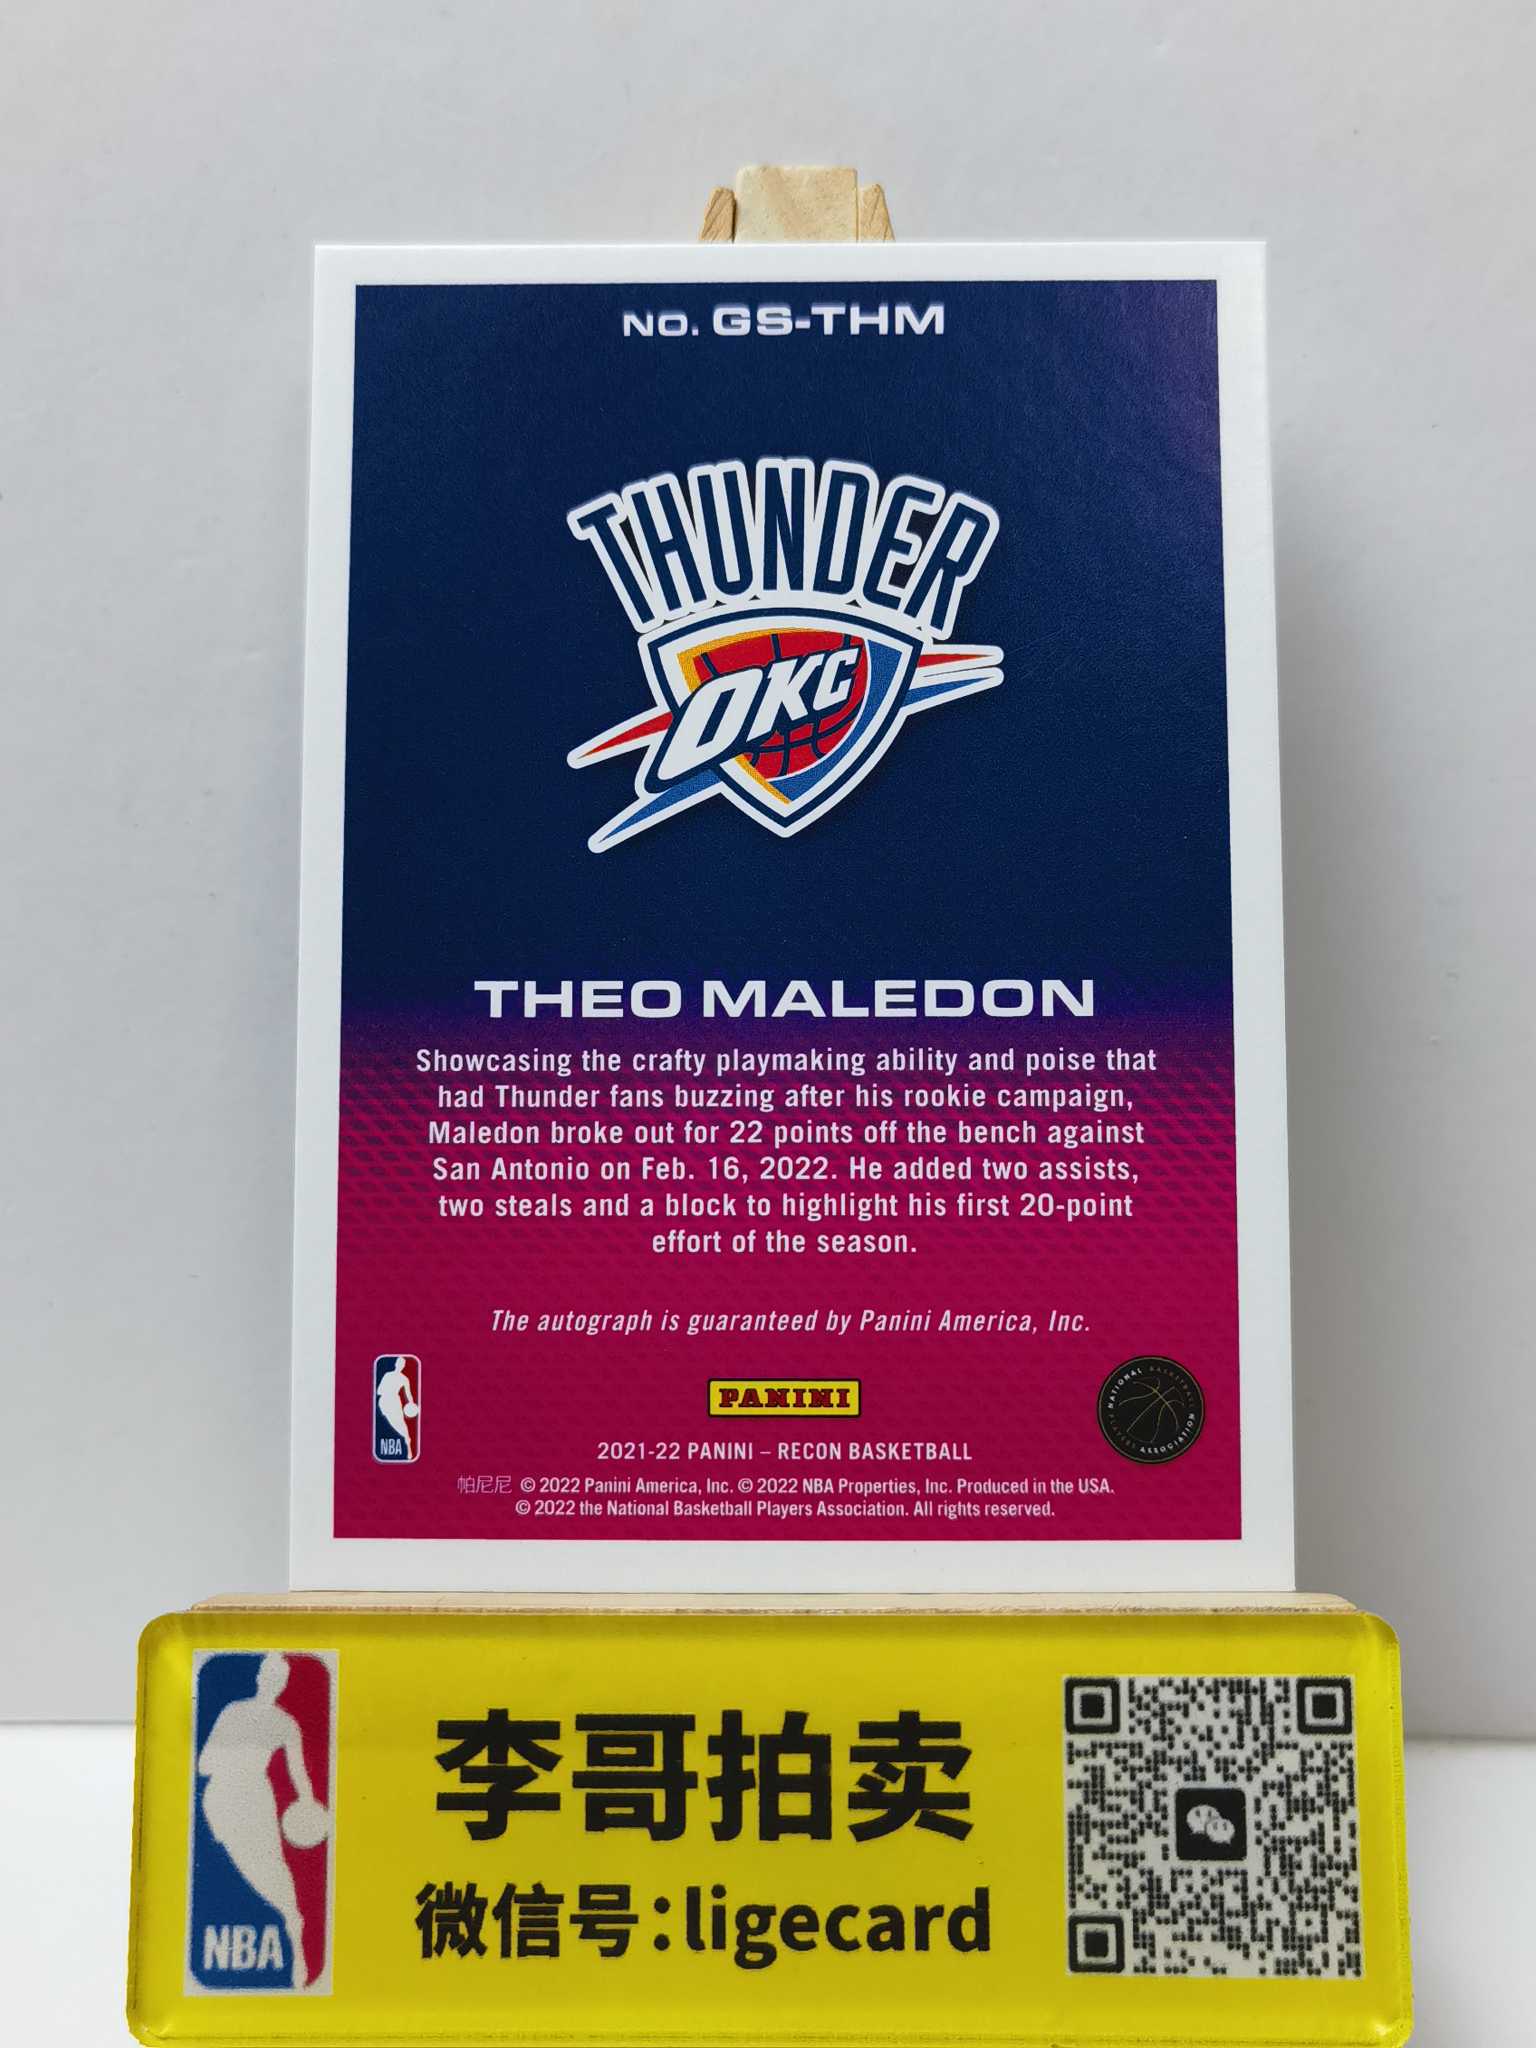 NO. GS-THM
THUNDER
OKC
THEO MALEDON
Showcasing the crafty playmaking ability and poise that
had Thunder fans buzzing after his rookie campaign,
Maledon broke out for 22 points off the bench against
San Antonio on Feb. 16, 2022. He added two assists,
two steals and a block to highlight his first 20-point
effort of the season.
The autograph is guaranteed by Panini America, Inc.
NBA
PANINI
NATIONAL BASKETBALL
PLAYERS ASSOCIATION
2021-22 PANINI – RECON BASKETBALL
帕尼尼 © 2022 Panini America, Inc. © 2022 NBA Properties, Inc. Produced in the USA.
© 2022 the National Basketball Players Association. All rights reserved.
NBA
李哥拍卖
微信号:ligecard